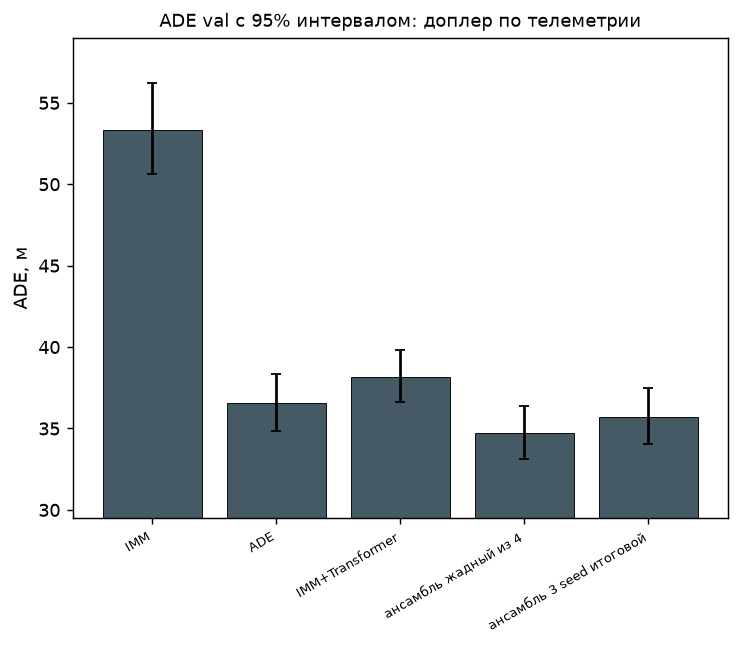 ADE val с 95% интервалом: доплер по телеметрии
ADE, м
55
50
45
40
35
30
IMM
ADE
IMM+Transformer
ансамбль жадный из 4
ансамбль 3 seed итоговой